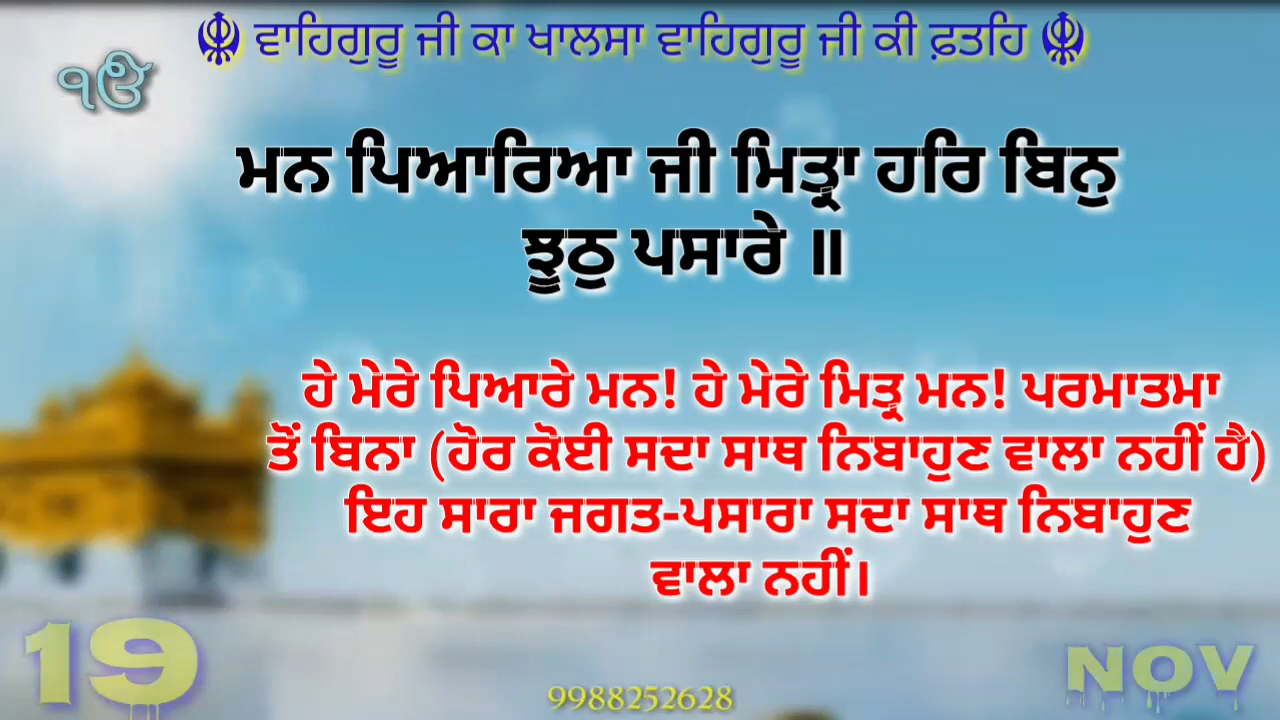 ☬ ਵਾਹਿਗੁਰੂ ਜੀ ਕਾ ਖਾਲਸਾ ਵਾਹਿਗੁਰੂ ਜੀ ਕੀ ਫ਼ਤਹਿ ☬
ੴ
ਮਨ ਪਿਆਰਿਆ ਜੀ ਮਿਤ੍ਰਾ ਹਰਿ ਬਿਨੁ
ਝੂਠੁ ਪਸਾਰੇ ॥
ਹੇ ਮੇਰੇ ਪਿਆਰੇ ਮਨ! ਹੇ ਮੇਰੇ ਮਿਤ੍ਰ ਮਨ! ਪਰਮਾਤਮਾ
ਤੋਂ ਬਿਨਾ (ਹੋਰ ਕੋਈ ਸਦਾ ਸਾਥ ਨਿਬਾਹੁਣ ਵਾਲਾ ਨਹੀਂ ਹੈ)
ਇਹ ਸਾਰਾ ਜਗਤ-ਪਸਾਰਾ ਸਦਾ ਸਾਥ ਨਿਬਾਹੁਣ
ਵਾਲਾ ਨਹੀਂ।
19
NOV
9988252628